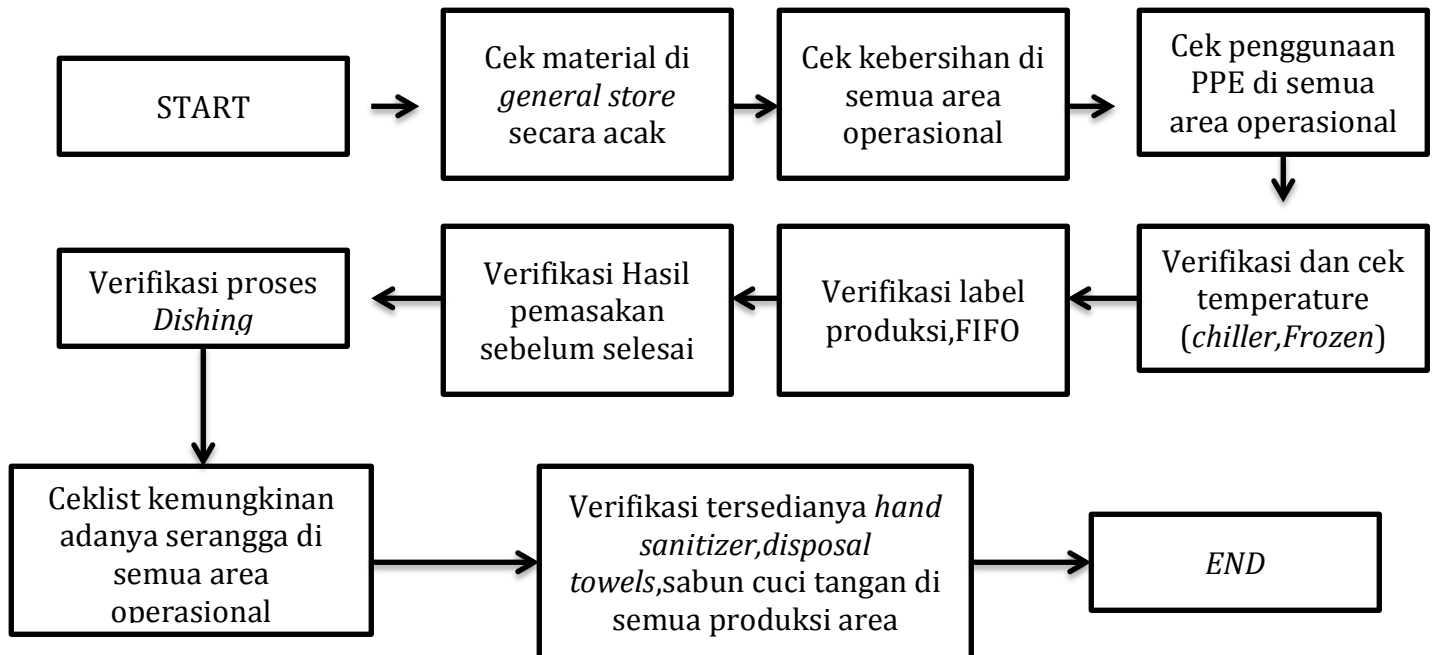 START
Cek material di
general store
secara acak
Cek kebersihan di
semua area
operasional
Cek penggunaan
PPE di semua
area operasional
Verifikasi dan cek
temperature
(chiller,Frozen)
Verifikasi label
produksi,FIFO
Verifikasi Hasil
pemasakan
sebelum selesai
Verifikasi proses
Dishing
Ceklist kemungkinan
adanya serangga di
semua area
operasional
Verifikasi tersedianya hand
sanitizer,disposal
towels,sabun cuci tangan di
semua produksi area
END